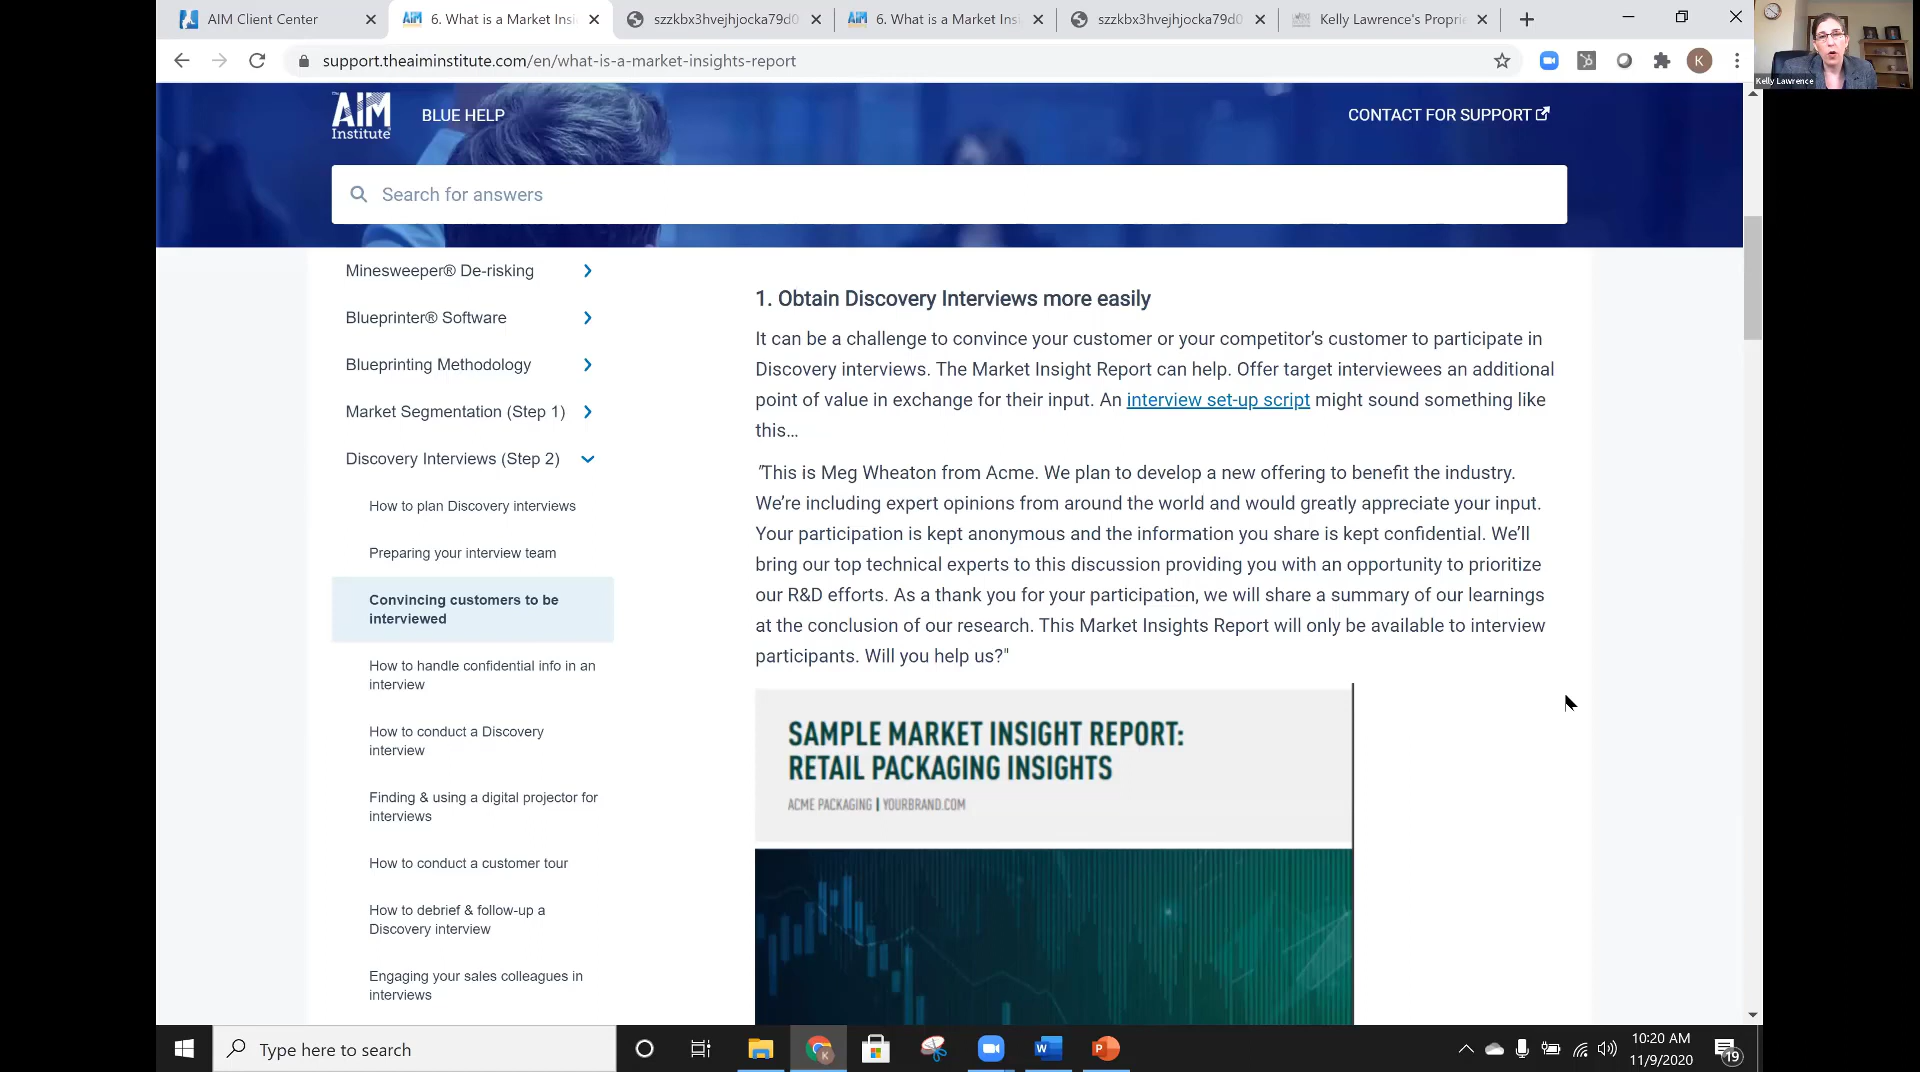 AIM Client Center
6. What is a Market Insi
szzkbx3hvejhjocka79d0
6. What is a Market Ins
szzkbx3hvejhjocka79d0
Kelly Lawrence's Proprie
support.theaiminstitute.com/en/what-is-a-market-insights-report
K
Kelly Lawrence
The
AIM
Institute
BLUE HELP
CONTACT FOR SUPPORT
Search for answers
Minesweeper® De-risking
Blueprinter® Software
Blueprinting Methodology
Market Segmentation (Step 1)
Discovery Interviews (Step 2)
How to plan Discovery interviews
Preparing your interview team
Convincing customers to be
interviewed
How to handle confidential info in an
interview
How to conduct a Discovery
interview
Finding & using a digital projector for
interviews
How to conduct a customer tour
How to debrief & follow-up a
Discovery interview
Engaging your sales colleagues in
interviews
1. Obtain Discovery Interviews more easily
It can be a challenge to convince your customer or your competitor's customer to participate in
Discovery interviews. The Market Insight Report can help. Offer target interviewees an additional
point of value in exchange for their input. An interview set-up script might sound something like
this...
"This is Meg Wheaton from Acme. We plan to develop a new offering to benefit the industry.
We're including expert opinions from around the world and would greatly appreciate your input.
Your participation is kept anonymous and the information you share is kept confidential. We'll
bring our top technical experts to this discussion providing you with an opportunity to prioritize
our R&D efforts. As a thank you for your participation, we will share a summary of our learnings
at the conclusion of our research. This Market Insights Report will only be available to interview
participants. Will you help us?"
SAMPLE MARKET INSIGHT REPORT:
RETAIL PACKAGING INSIGHTS
ACME PACKAGING | YOURBRAND.COM
Type here to search
10:20 AM
11/9/2020
19